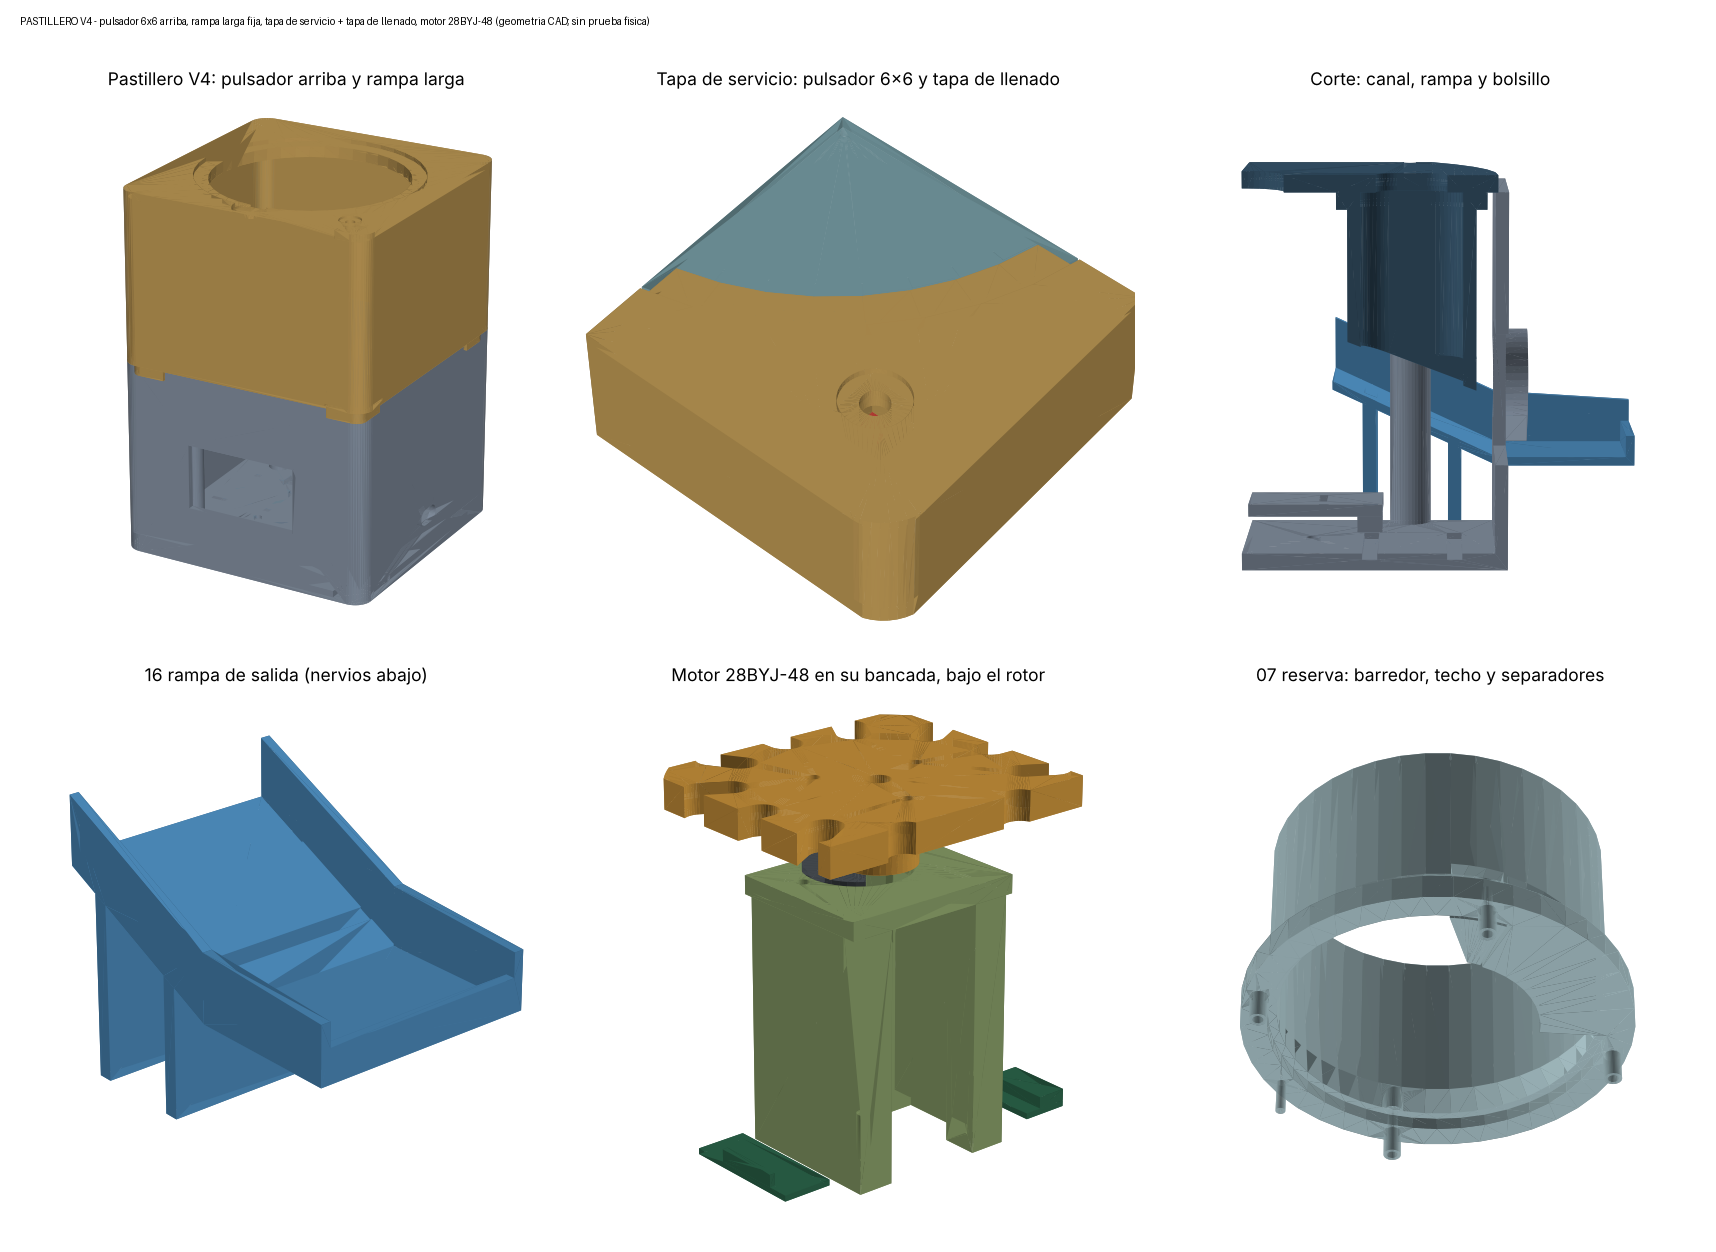 PASTILLERO V4 - pulsador 6x6 arriba, rampa larga fija, tapa de servicio + tapa de llenado, motor 28BYJ-48 (geometria CAD; sin prueba fisica)
Pastillero V4: pulsador arriba y rampa larga
Tapa de servicio: pulsador 6×6 y tapa de llenado
Corte: canal, rampa y bolsillo
16 rampa de salida (nervios abajo)
Motor 28BYJ-48 en su bancada, bajo el rotor
07 reserva: barredor, techo y separadores